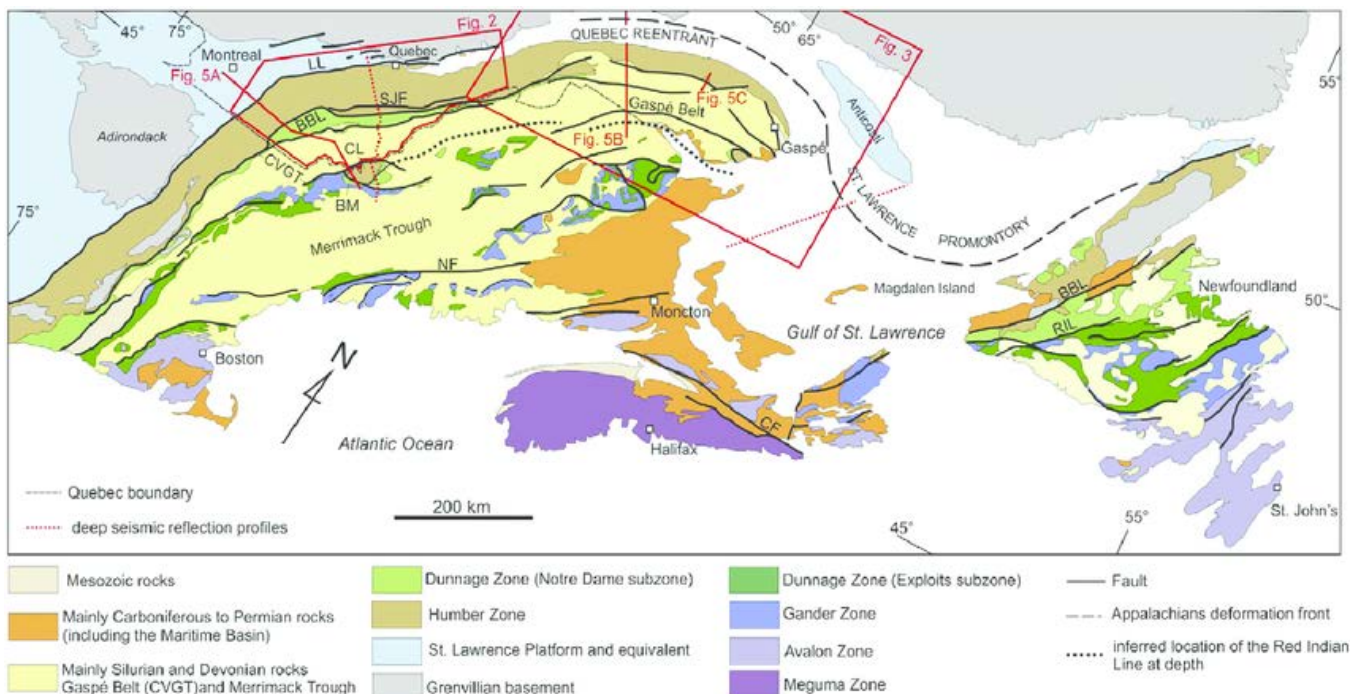 45°
75°
Montreal
Fig. 2
LL
Quebec
QUEBEC REENTRANT
50°
65°
Fig. 3
55°
Fig. 5A
SJF
BBL
Adirondack
Gaspé Belt
Fig. 5C
Anticosti
Gaspé
CL
CVGT
Fig. 5B
BM
75°
Merrimack Trough
ST. LAWRENCE PROMONTORY
NF
Magdalen Island
BBL
Newfoundland
50°
Moncton
Gulf of St. Lawrence
RIL
Boston
N
Atlantic Ocean
CF
Halifax
St. John's
Quebec boundary
deep seismic reflection profiles
200 km
45°
55°
Mesozoic rocks
Mainly Carboniferous to Permian rocks
(including the Maritime Basin)
Mainly Silurian and Devonian rocks
Gaspé Belt (CVGT)and Merrimack Trough
Dunnage Zone (Notre Dame subzone)
Humber Zone
St. Lawrence Platform and equivalent
Grenvillian basement
Dunnage Zone (Exploits subzone)
Gander Zone
Avalon Zone
Meguma Zone
Fault
Appalachians deformation front
inferred location of the Red Indian
Line at depth